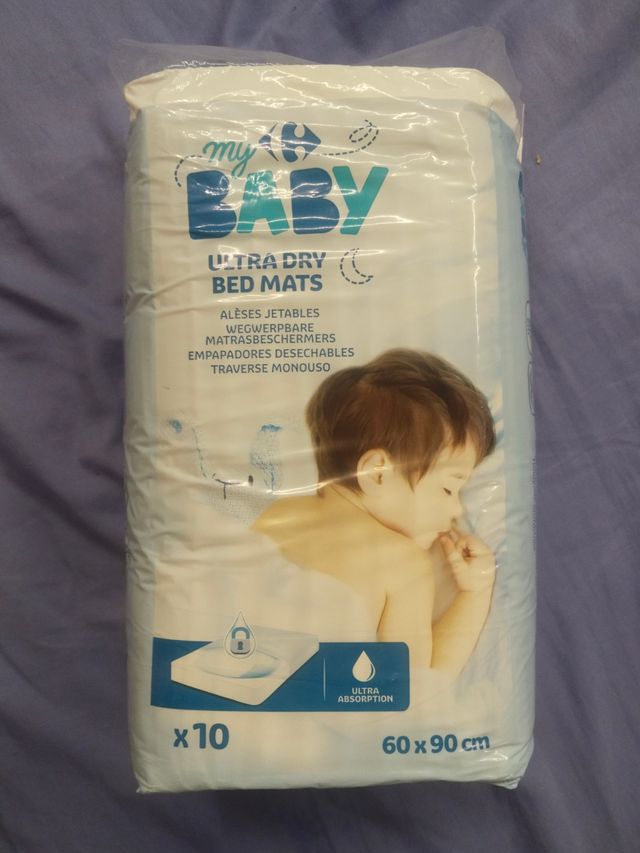 my
BABY
ULTRA DRY
BED MATS
ALÈSES JETABLES
WEGWERPBARE
MATRASBESCHERMERS
EMPAPADORES DESECHABLES
TRAVERSE MONOUSO
ULTRA
ABSORPTION
x10
60 x 90 cm